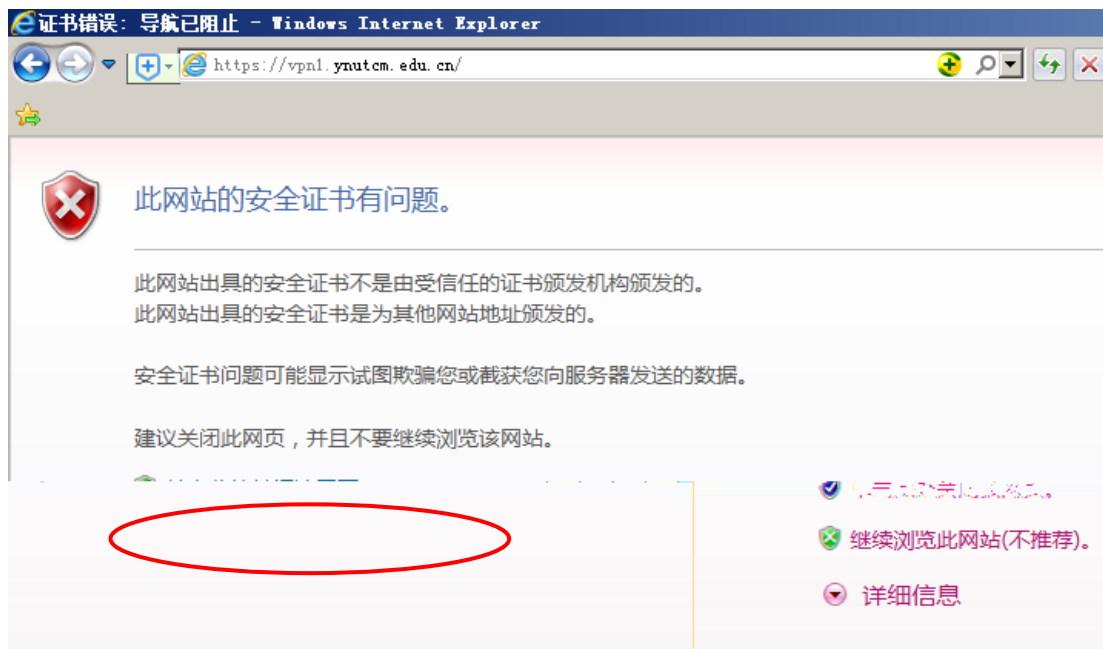 证书错误: 导航已阻止 - Windows Internet Explorer
https://vpn1.ynutcm.edu.cn/
此网站的安全证书有问题。
此网站出具的安全证书不是由受信任的证书颁发机构颁发的。
此网站出具的安全证书是为其他网站地址颁发的。
安全证书问题可能显示试图欺骗您或截获您向服务器发送的数据。
建议关闭此网页，并且不要继续浏览该网站。
继续浏览此网站(不推荐)。
详细信息